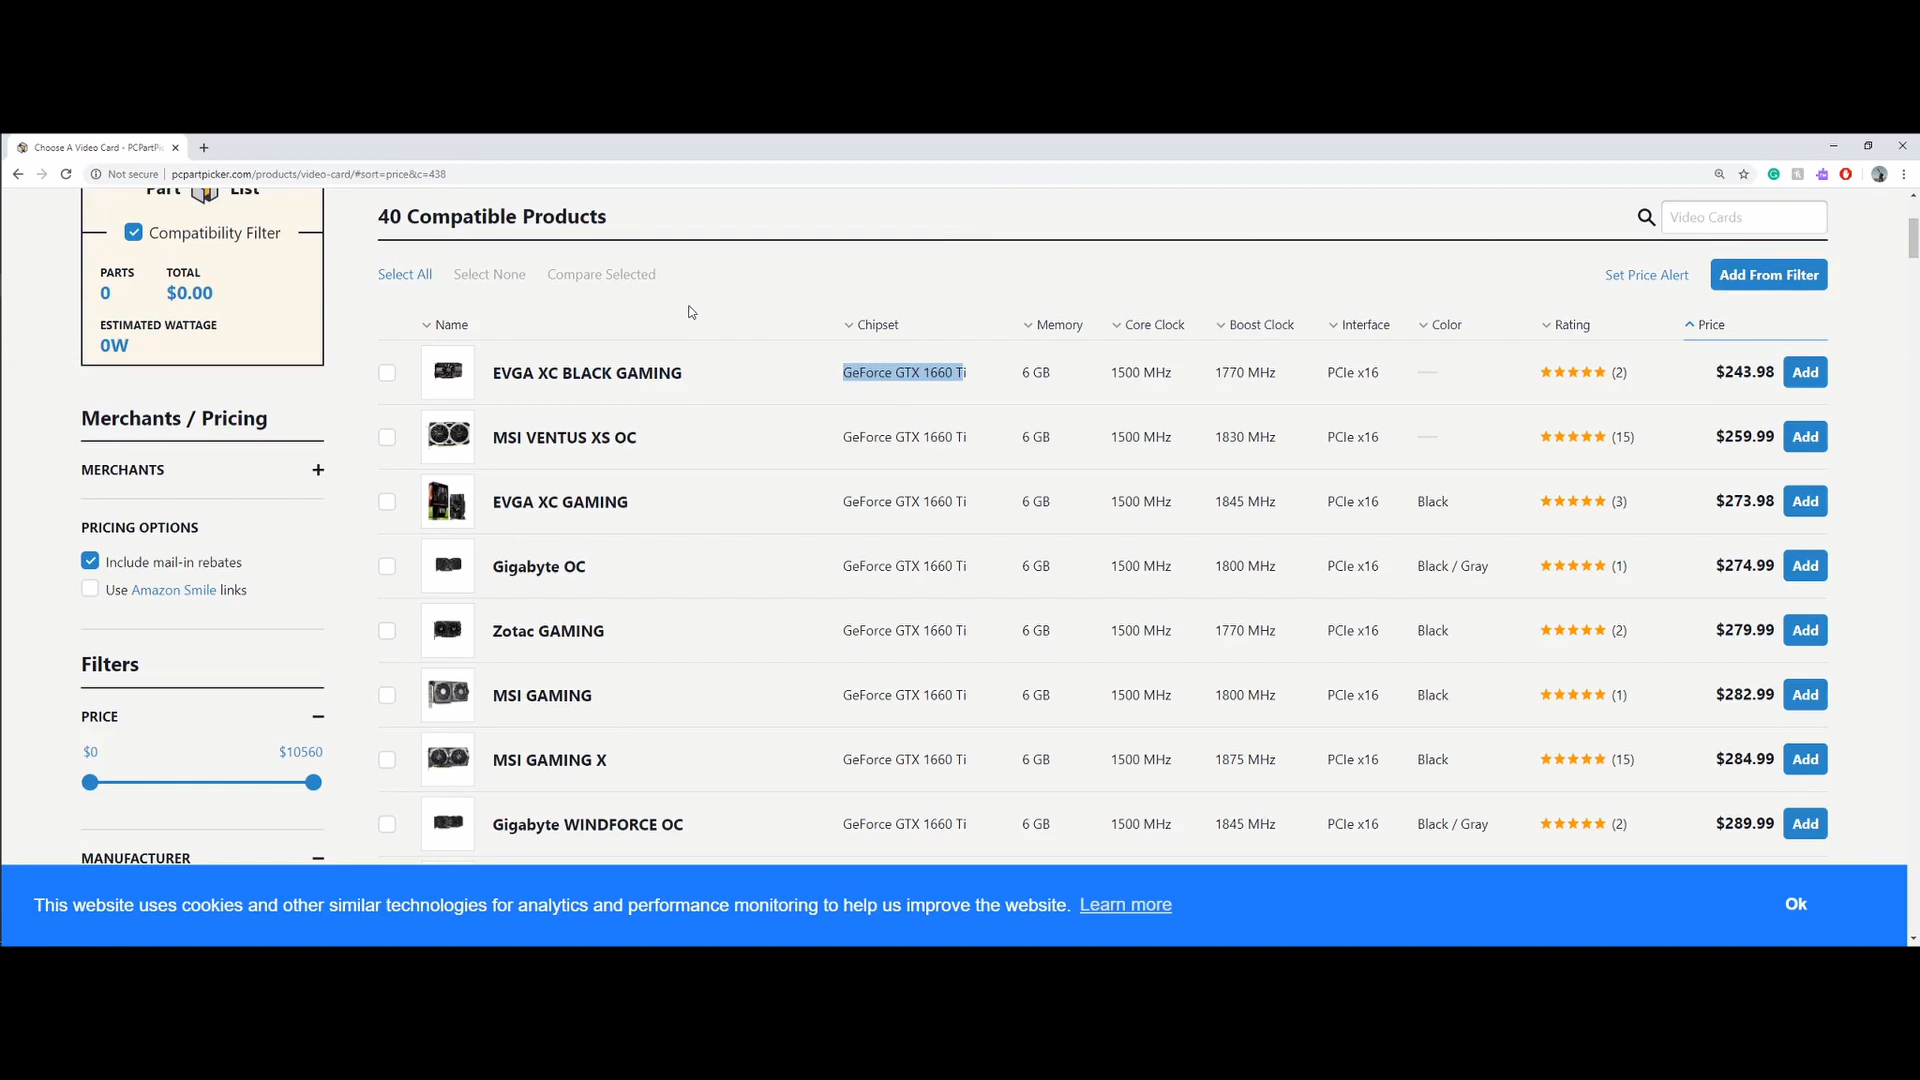 Choose A Video Card - PCPartPic
Not secure | pcpartpicker.com/products/video-card/#sort=price&c=438
Part List
Compatibility Filter
PARTS TOTAL
0 $0.00
ESTIMATED WATTAGE
0W
Merchants / Pricing
MERCHANTS
PRICING OPTIONS
Include mail-in rebates
Use Amazon Smile links
Filters
PRICE
$0 $10560
MANUFACTURER
40 Compatible Products
Video Cards
Select All Select None Compare Selected
Set Price Alert Add From Filter
Name Chipset Memory Core Clock Boost Clock Interface Color Rating Price
EVGA XC BLACK GAMING GeForce GTX 1660 Ti 6 GB 1500 MHz 1770 MHz PCIe x16 (2) $243.98 Add
MSI VENTUS XS OC GeForce GTX 1660 Ti 6 GB 1500 MHz 1830 MHz PCIe x16 (15) $259.99 Add
EVGA XC GAMING GeForce GTX 1660 Ti 6 GB 1500 MHz 1845 MHz PCIe x16 Black (3) $273.98 Add
Gigabyte OC GeForce GTX 1660 Ti 6 GB 1500 MHz 1800 MHz PCIe x16 Black / Gray (1) $274.99 Add
Zotac GAMING GeForce GTX 1660 Ti 6 GB 1500 MHz 1770 MHz PCIe x16 Black (2) $279.99 Add
MSI GAMING GeForce GTX 1660 Ti 6 GB 1500 MHz 1800 MHz PCIe x16 Black (1) $282.99 Add
MSI GAMING X GeForce GTX 1660 Ti 6 GB 1500 MHz 1875 MHz PCIe x16 Black (15) $284.99 Add
Gigabyte WINDFORCE OC GeForce GTX 1660 Ti 6 GB 1500 MHz 1845 MHz PCIe x16 Black / Gray (2) $289.99 Add
This website uses cookies and other similar technologies for analytics and performance monitoring to help us improve the website. Learn more
Ok